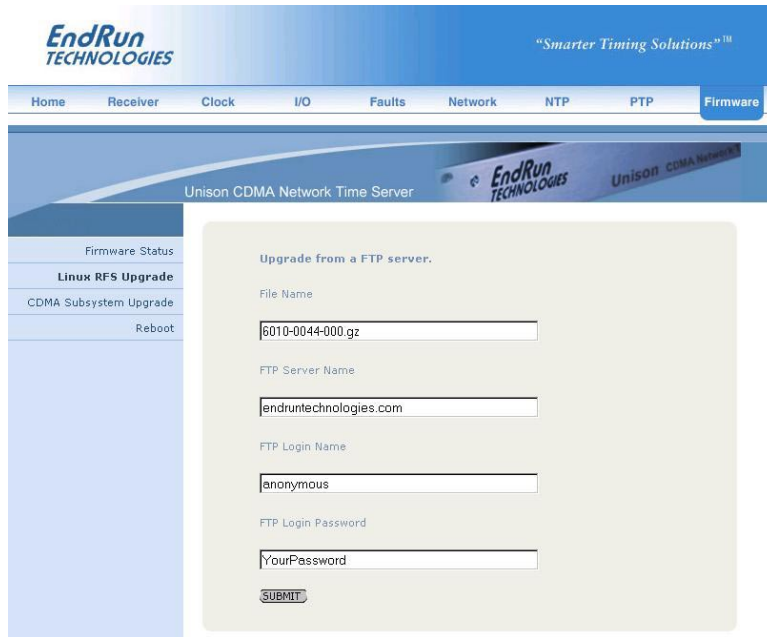 EndRun
TECHNOLOGIES
“Smarter Timing Solutions”™
Home Receiver Clock I/O Faults Network NTP PTP Firmware
Unison CDMA Network Time Server
EndRun
TECHNOLOGIES
Unison CDMA Network T
Firmware Status
Linux RFS Upgrade
CDMA Subsystem Upgrade
Reboot
Upgrade from a FTP server.
File Name
6010-0044-000.gz
FTP Server Name
endruntechnologies.com
FTP Login Name
anonymous
FTP Login Password
YourPassword
SUBMIT